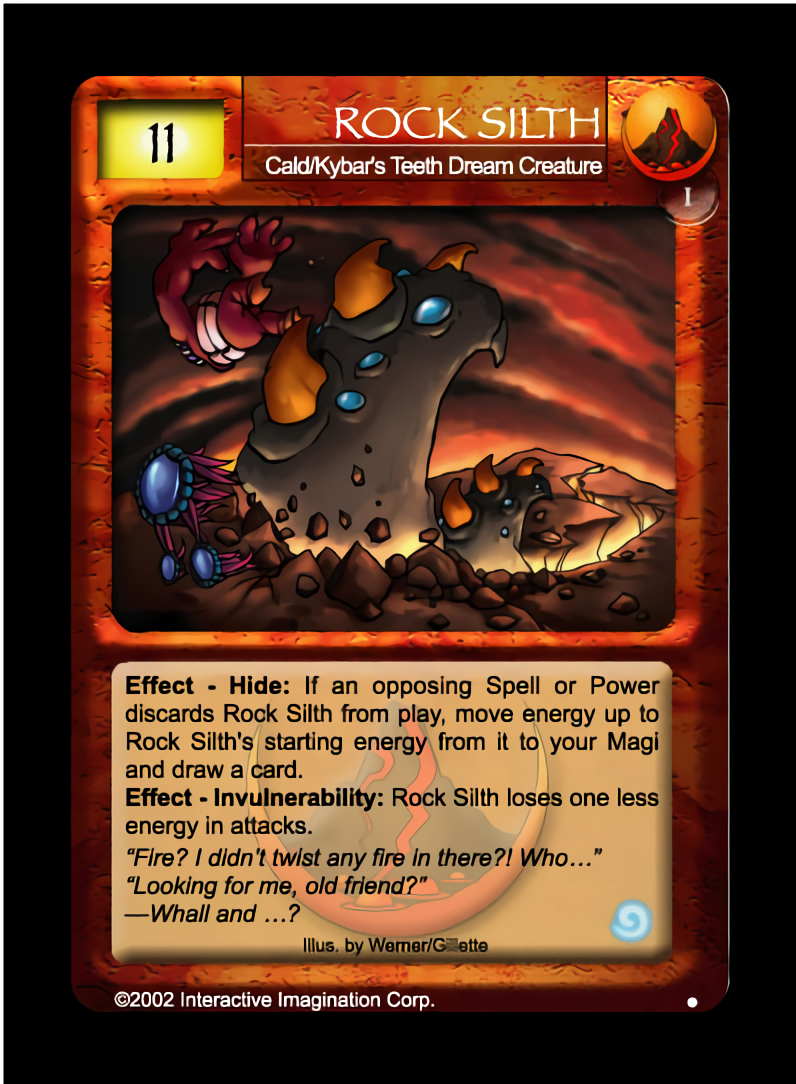 11
ROCK SILTH
Cald/Kybar's Teeth Dream Creature
I
Effect - Hide: If an opposing Spell or Power
discards Rock Silth from play, move energy up to
Rock Silth's starting energy from it to your Magi
and draw a card.
Effect - Invulnerability: Rock Silth loses one less
energy in attacks.
“Fire? I didn't twist any fire in there?! Who…”
“Looking for me, old friend?”
—Whall and …?
Illus. by
©2002 Interactive Imagination Corp.